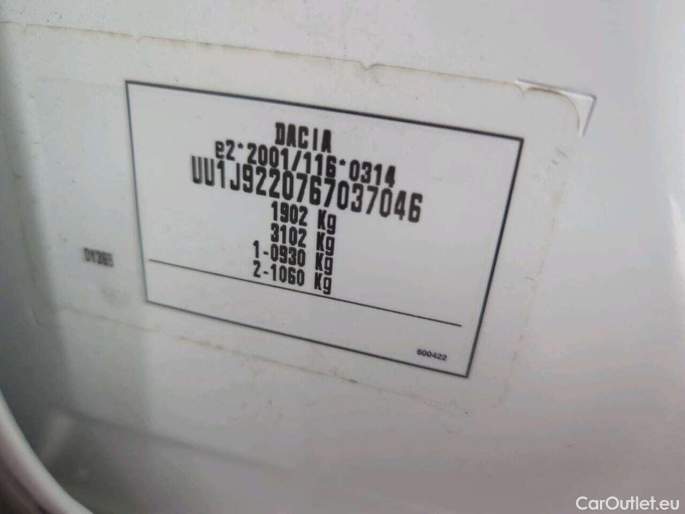 DACIA
e2*2001/116*0314
UU1J9220767037046
1902 Kg
3102 Kg
1-0930 Kg
2-1060 Kg
600422
CarOutlet.eu